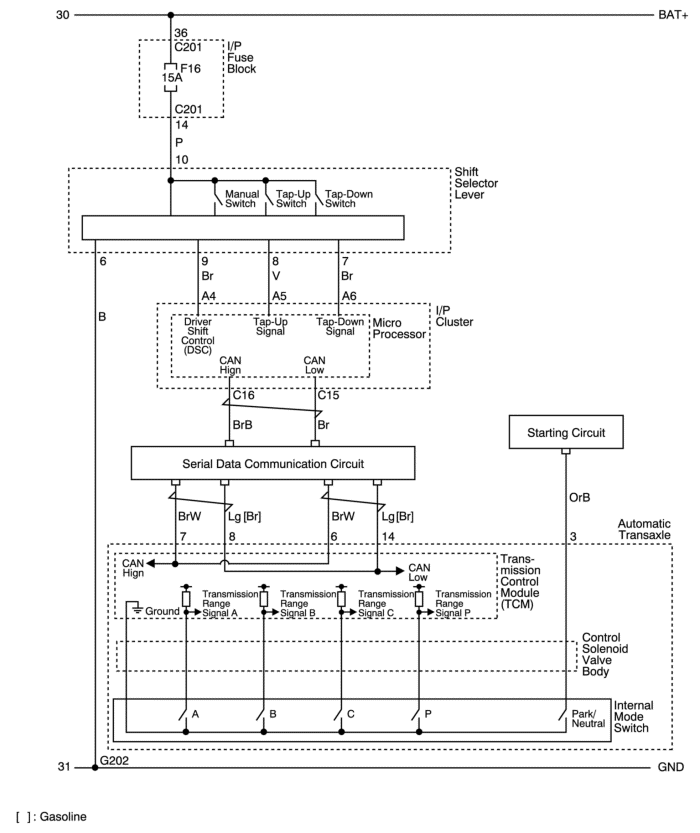 30
BAT+
36
C201
I/P
Fuse
Block
F16
15A
C201
14
P
10
Shift
Selector
Lever
Manual
Switch
Tap-Up
Switch
Tap-Down
Switch
6
9
8
7
Br
V
Br
A4
A5
A6
B
I/P
Cluster
Driver
Shift
Control
(DSC)
Tap-Up
Signal
Tap-Down
Signal
Micro
Processor
CAN
Hign
CAN
Low
C16
C15
BrB
Br
Starting Circuit
Serial Data Communication Circuit
OrB
BrW
Lg [Br]
BrW
Lg[Br]
7
8
6
14
3
Automatic
Transaxle
CAN
Hign
CAN
Low
Trans-
mission
Control
Module
(TCM)
Ground
Transmission
Range
Signal A
Transmission
Range
Signal B
Transmission
Range
Signal C
Transmission
Range
Signal P
Control
Solenoid
Valve
Body
A
B
C
P
Park/
Neutral
Internal
Mode
Switch
G202
31
GND
[ ] : Gasoline